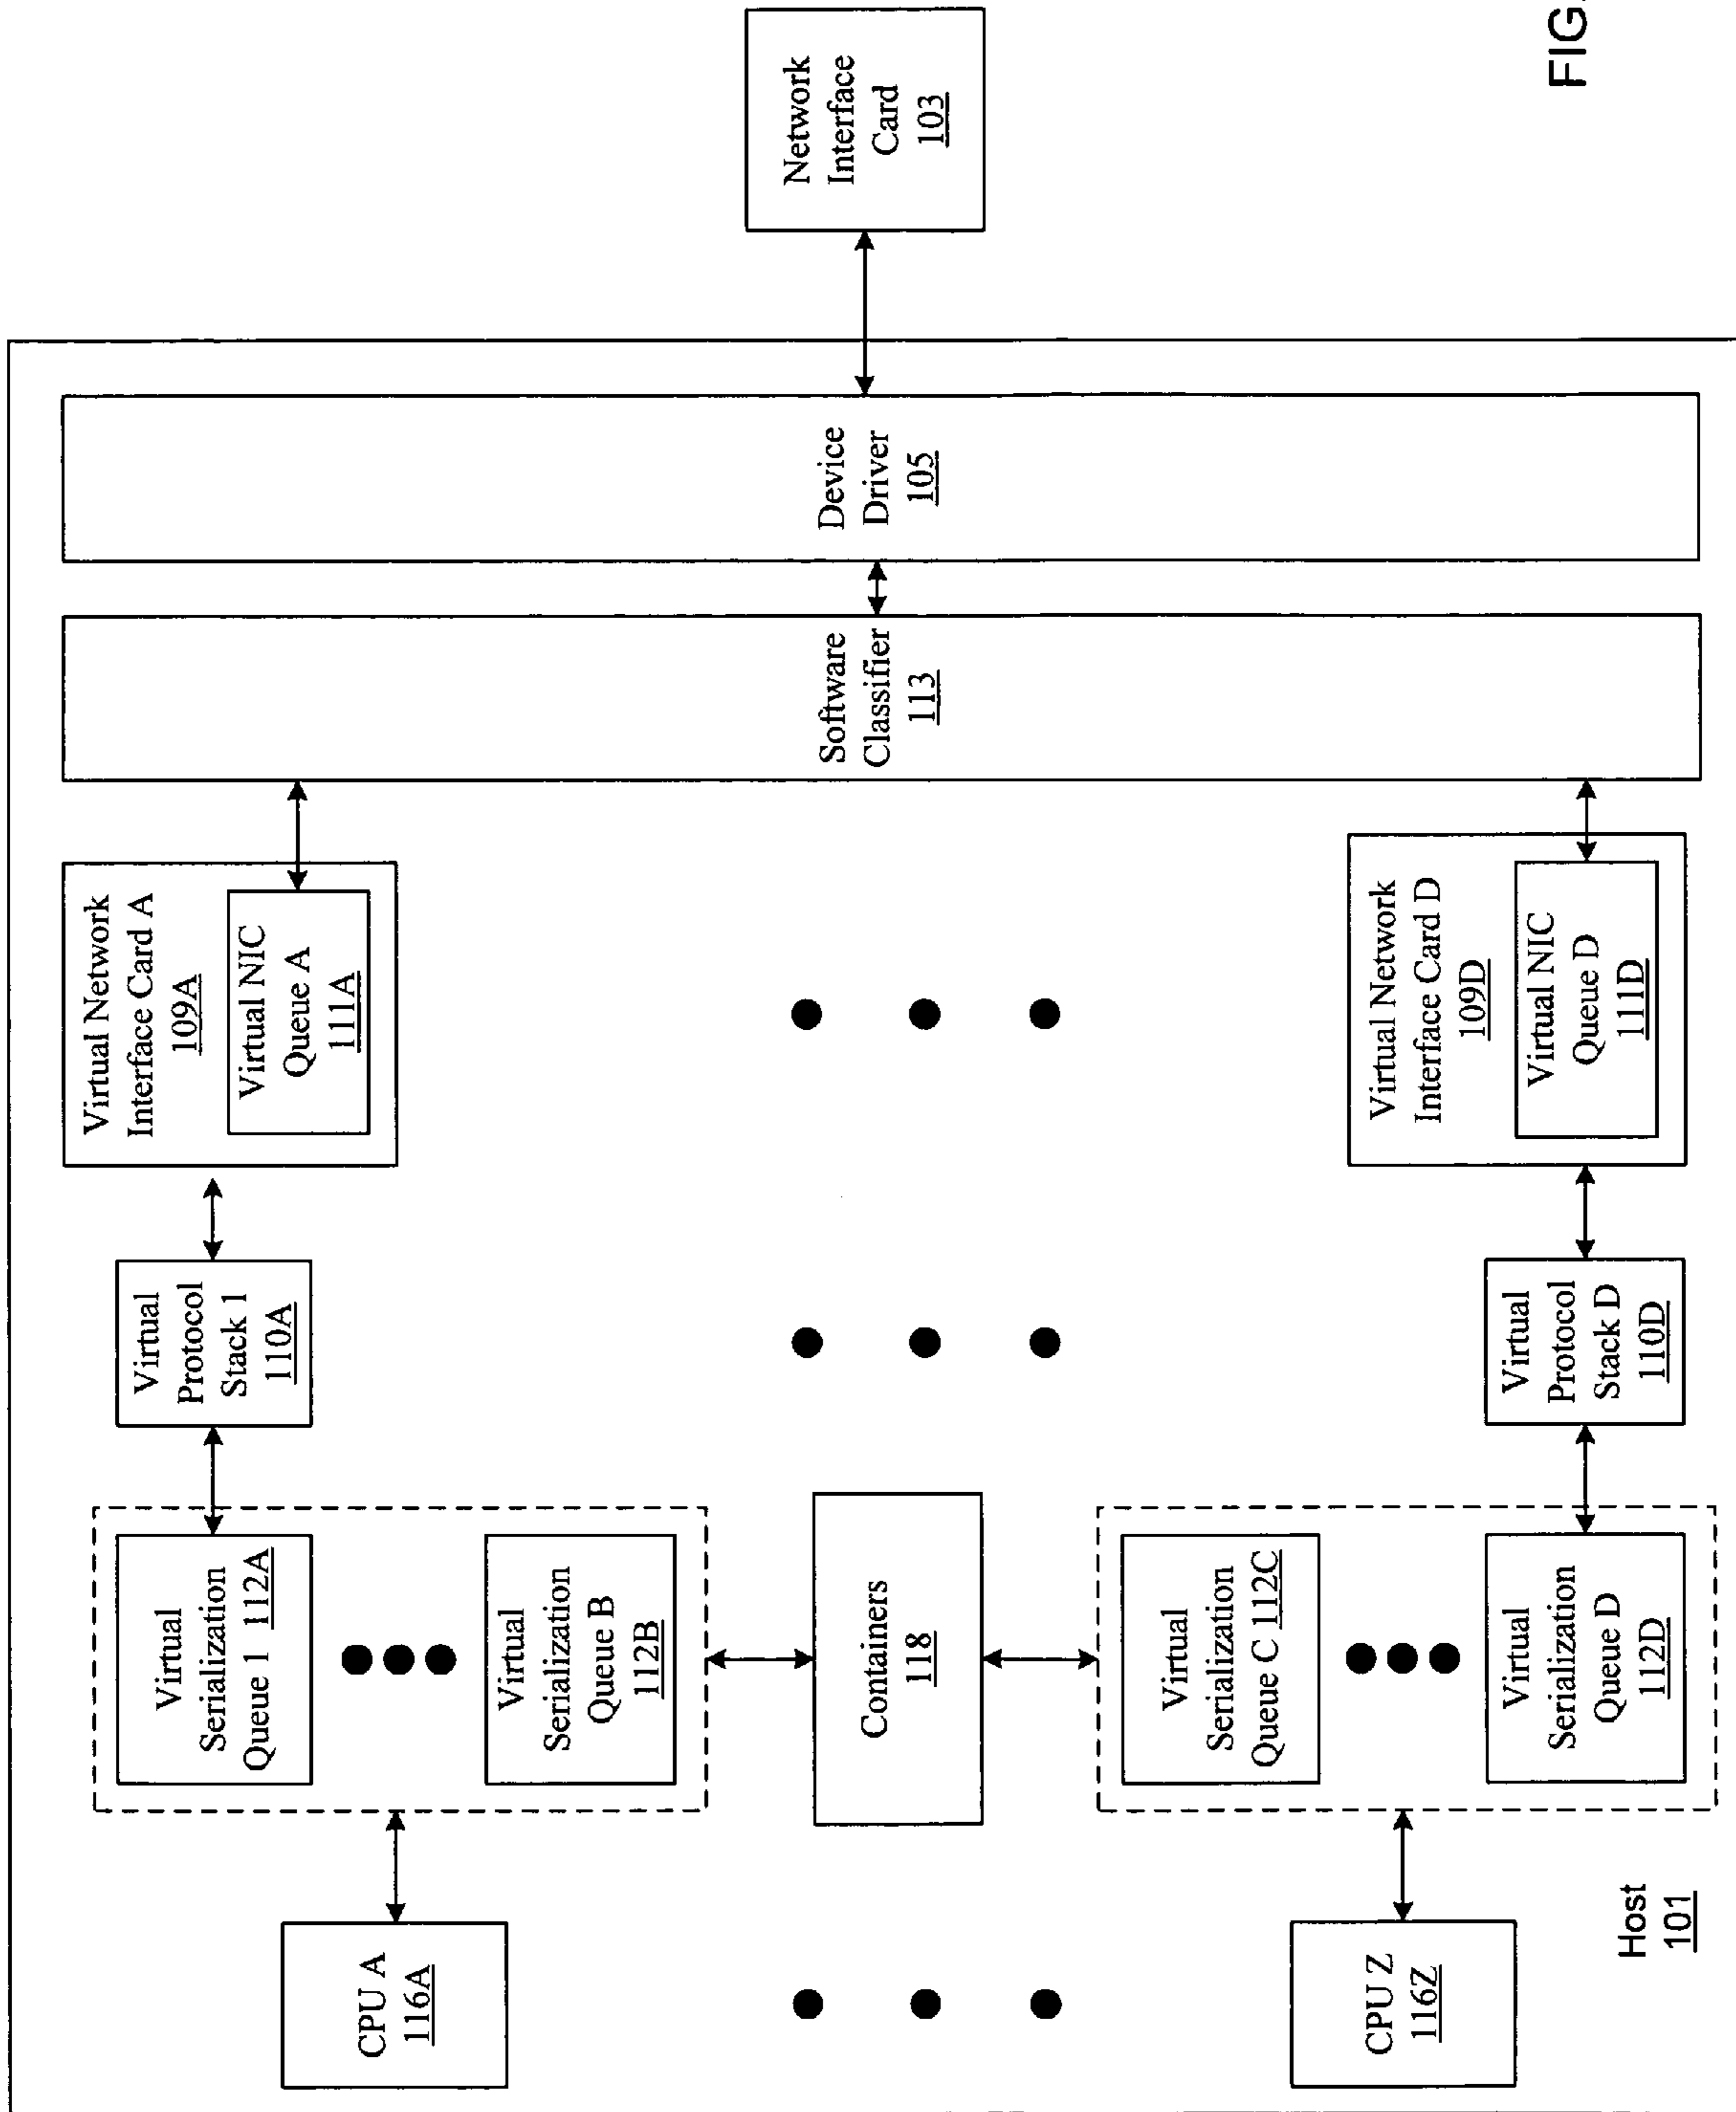 CPU A
116A
Virtual
Serialization
Queue 1 112A
Virtual
Serialization
Queue B
112B
Virtual
Protocol
Stack 1
110A
Virtual Network
Interface Card A
109A
Virtual NIC
Queue A
111A
Containers
118
Software
Classifier
113
Device
Driver
105
Network
Interface
Card
103
CPU Z
116Z
Virtual
Serialization
Queue C 112C
Virtual
Serialization
Queue D
112D
Virtual
Protocol
Stack D
110D
Virtual Network
Interface Card D
109D
Virtual NIC
Queue D
111D
Host
101
FIG.